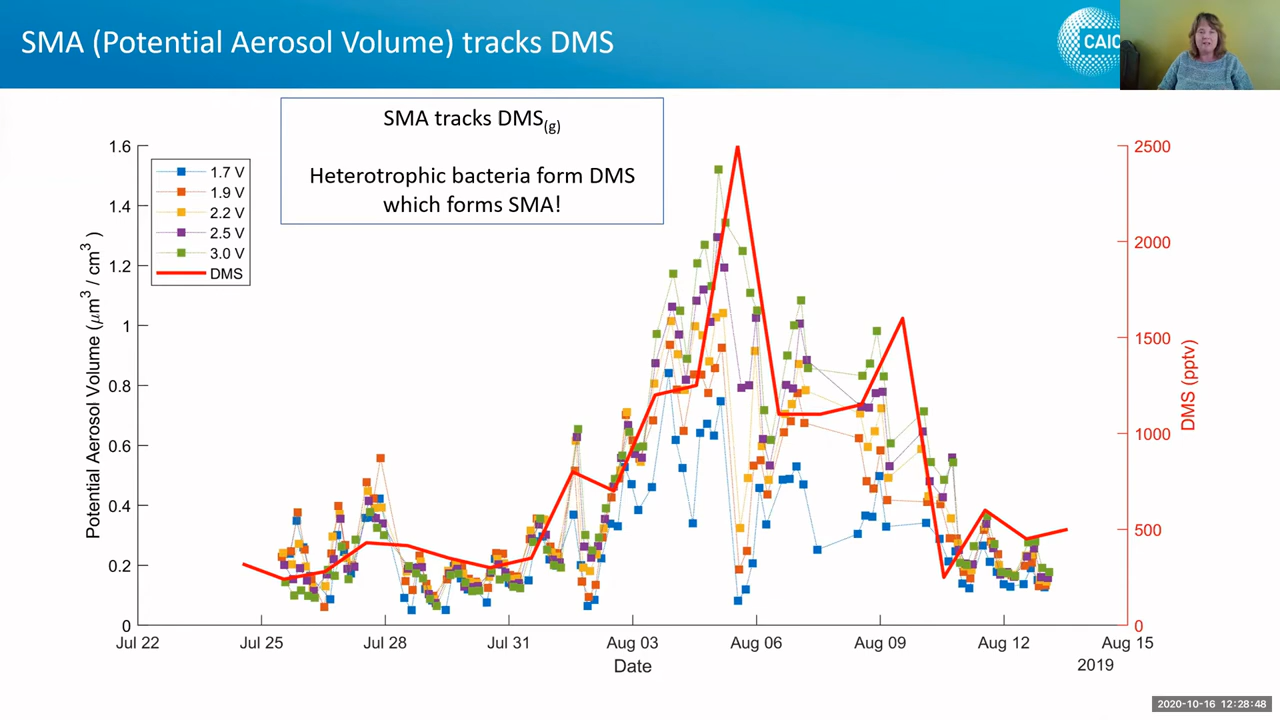 SMA (Potential Aerosol Volume) tracks DMS
CAIC
SMA tracks DMS(g)
Heterotrophic bacteria form DMS
which forms SMA!
1.7 V
1.9 V
2.2 V
2.5 V
3.0 V
DMS
Potential Aerosol Volume (μm³ / cm³ )
1.6
1.4
1.2
1
0.8
0.6
0.4
0.2
0
2500
2000
1500
1000
500
0
DMS (pptv)
Jul 22 Jul 25 Jul 28 Jul 31 Aug 03 Aug 06 Aug 09 Aug 12 Aug 15
Date
2019
2020-10-16 12:28:48